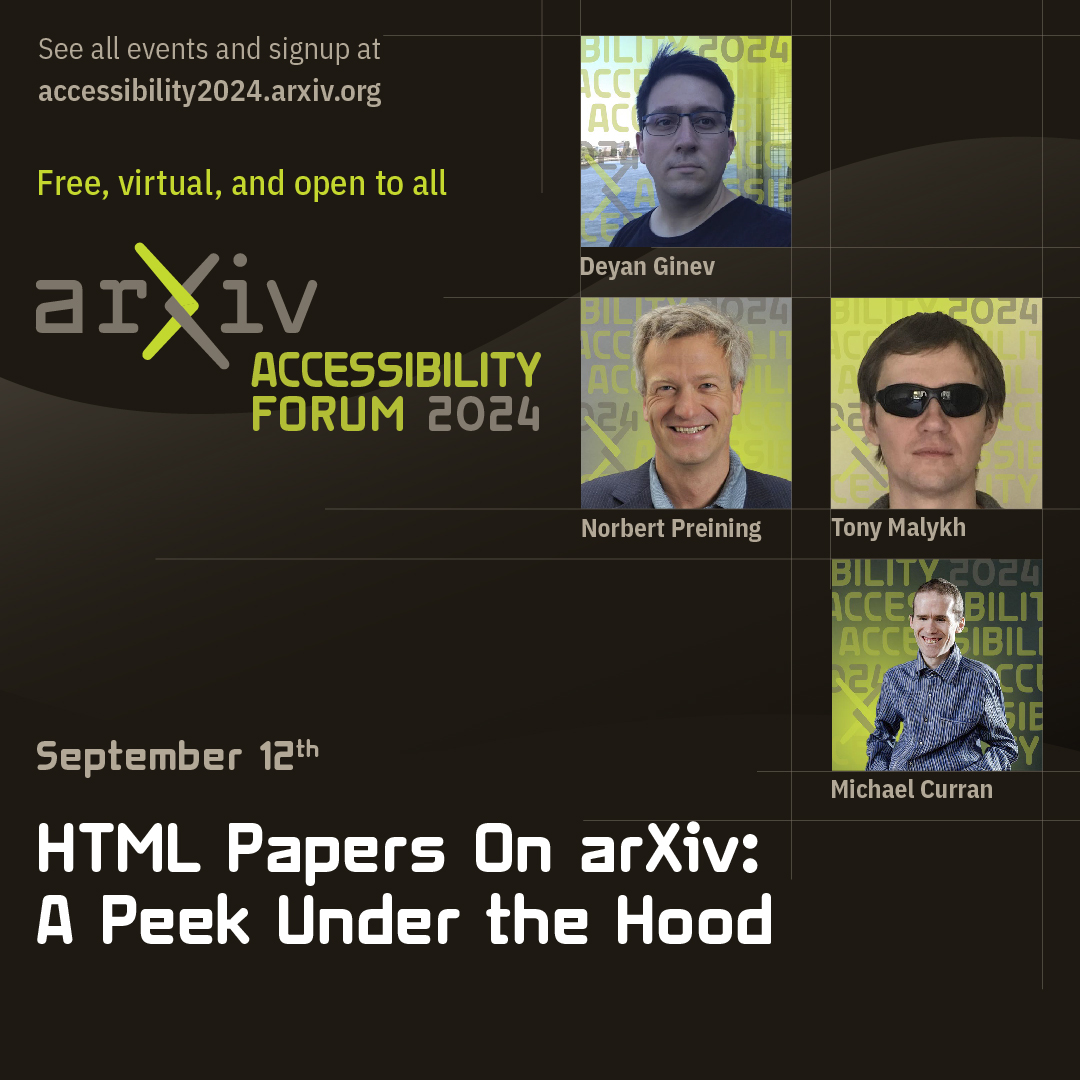 See all events and signup at
accessibility2024.arxiv.org
Free, virtual, and open to all
arXiv
ACCESSIBILITY
FORUM 2024
Deyan Ginev
Norbert Preining
Tony Malykh
Michael Curran
September 12th
HTML Papers On arXiv:
A Peek Under the Hood